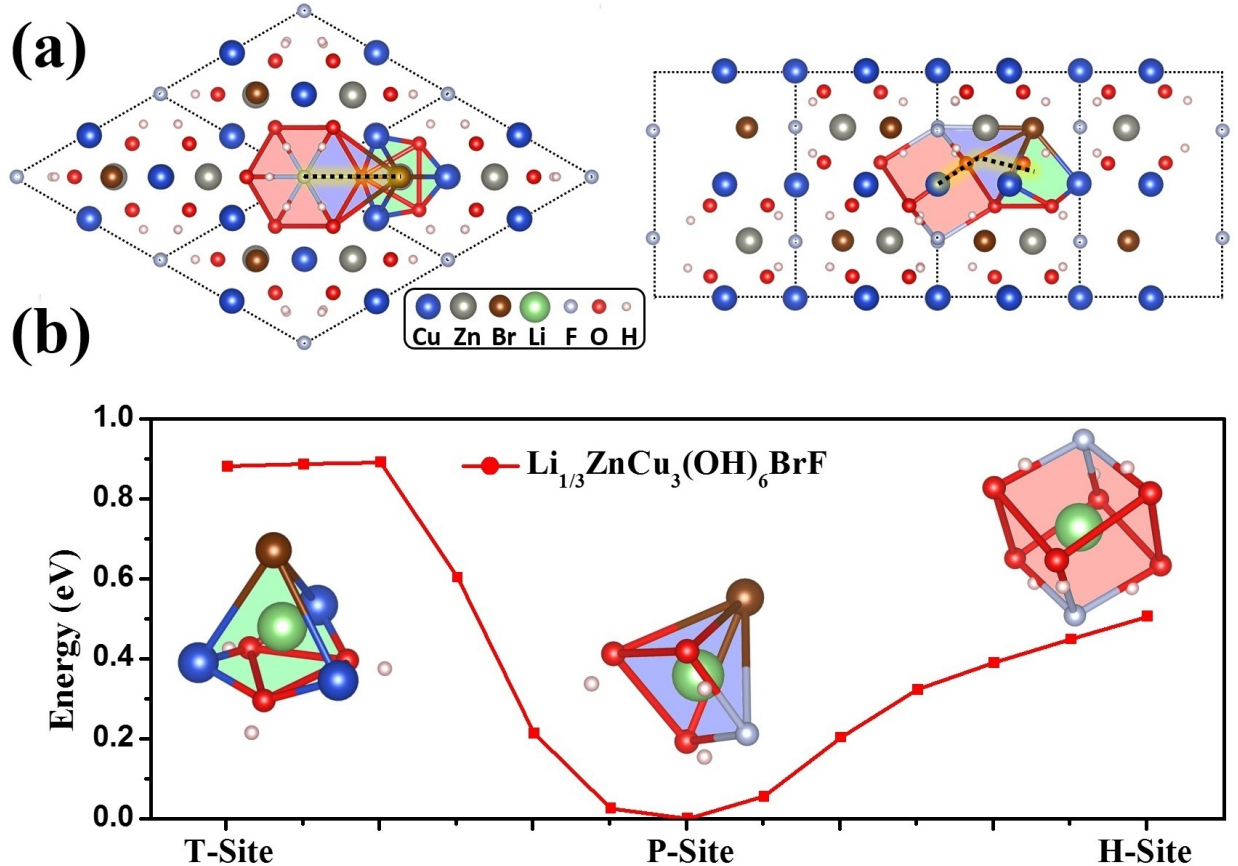 (a)
Cu Zn Br Li F O H
(b)
1.0
0.8
0.6
0.4
0.2
0.0
Energy (eV)
Li1/3ZnCu3(OH)6BrF
T-Site P-Site H-Site